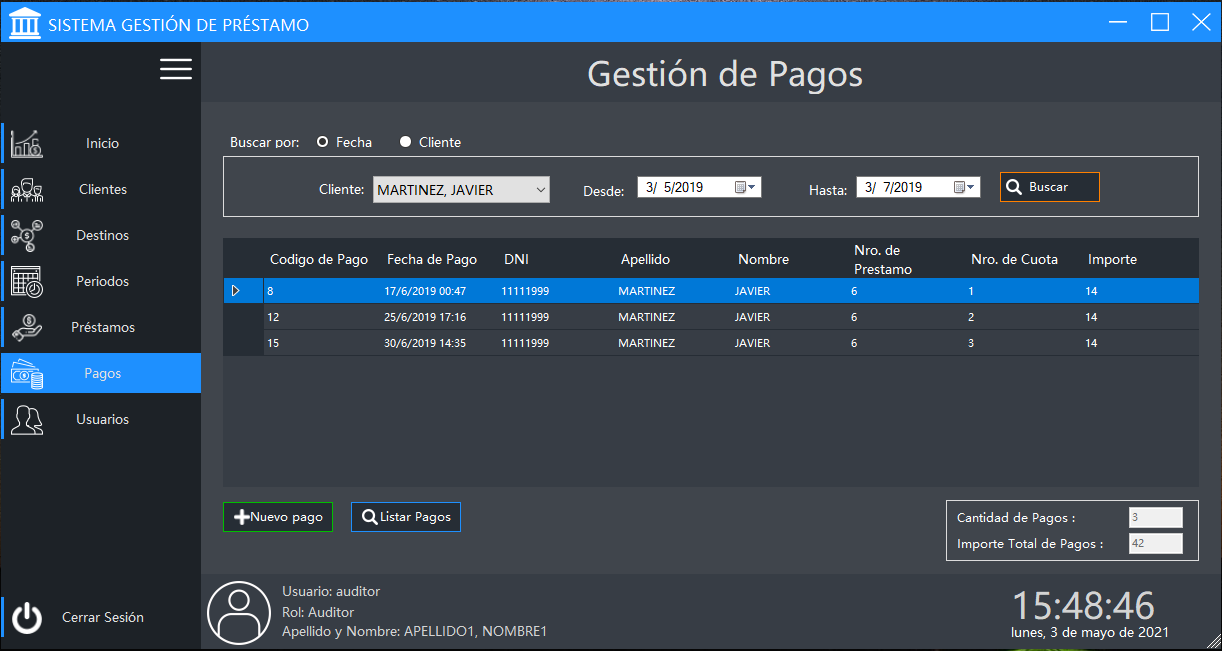 SISTEMA GESTIÓN DE PRÉSTAMO
Gestión de Pagos
Inicio
Clientes
Destinos
Periodos
Préstamos
Pagos
Usuarios
Cerrar Sesión
Buscar por: Fecha Cliente
Cliente: MARTINEZ, JAVIER Desde: 3/ 5/2019 Hasta: 3/ 7/2019 Buscar
Codigo de Pago Fecha de Pago DNI Apellido Nombre Nro. de Prestamo Nro. de Cuota Importe
8 17/6/2019 00:47 11111999 MARTINEZ JAVIER 6 1 14
12 25/6/2019 17:16 11111999 MARTINEZ JAVIER 6 2 14
15 30/6/2019 14:35 11111999 MARTINEZ JAVIER 6 3 14
Nuevo pago Listar Pagos
Cantidad de Pagos : 3
Importe Total de Pagos : 42
Usuario: auditor
Rol: Auditor
Apellido y Nombre: APELLIDO1, NOMBRE1
15:48:46
lunes, 3 de mayo de 2021